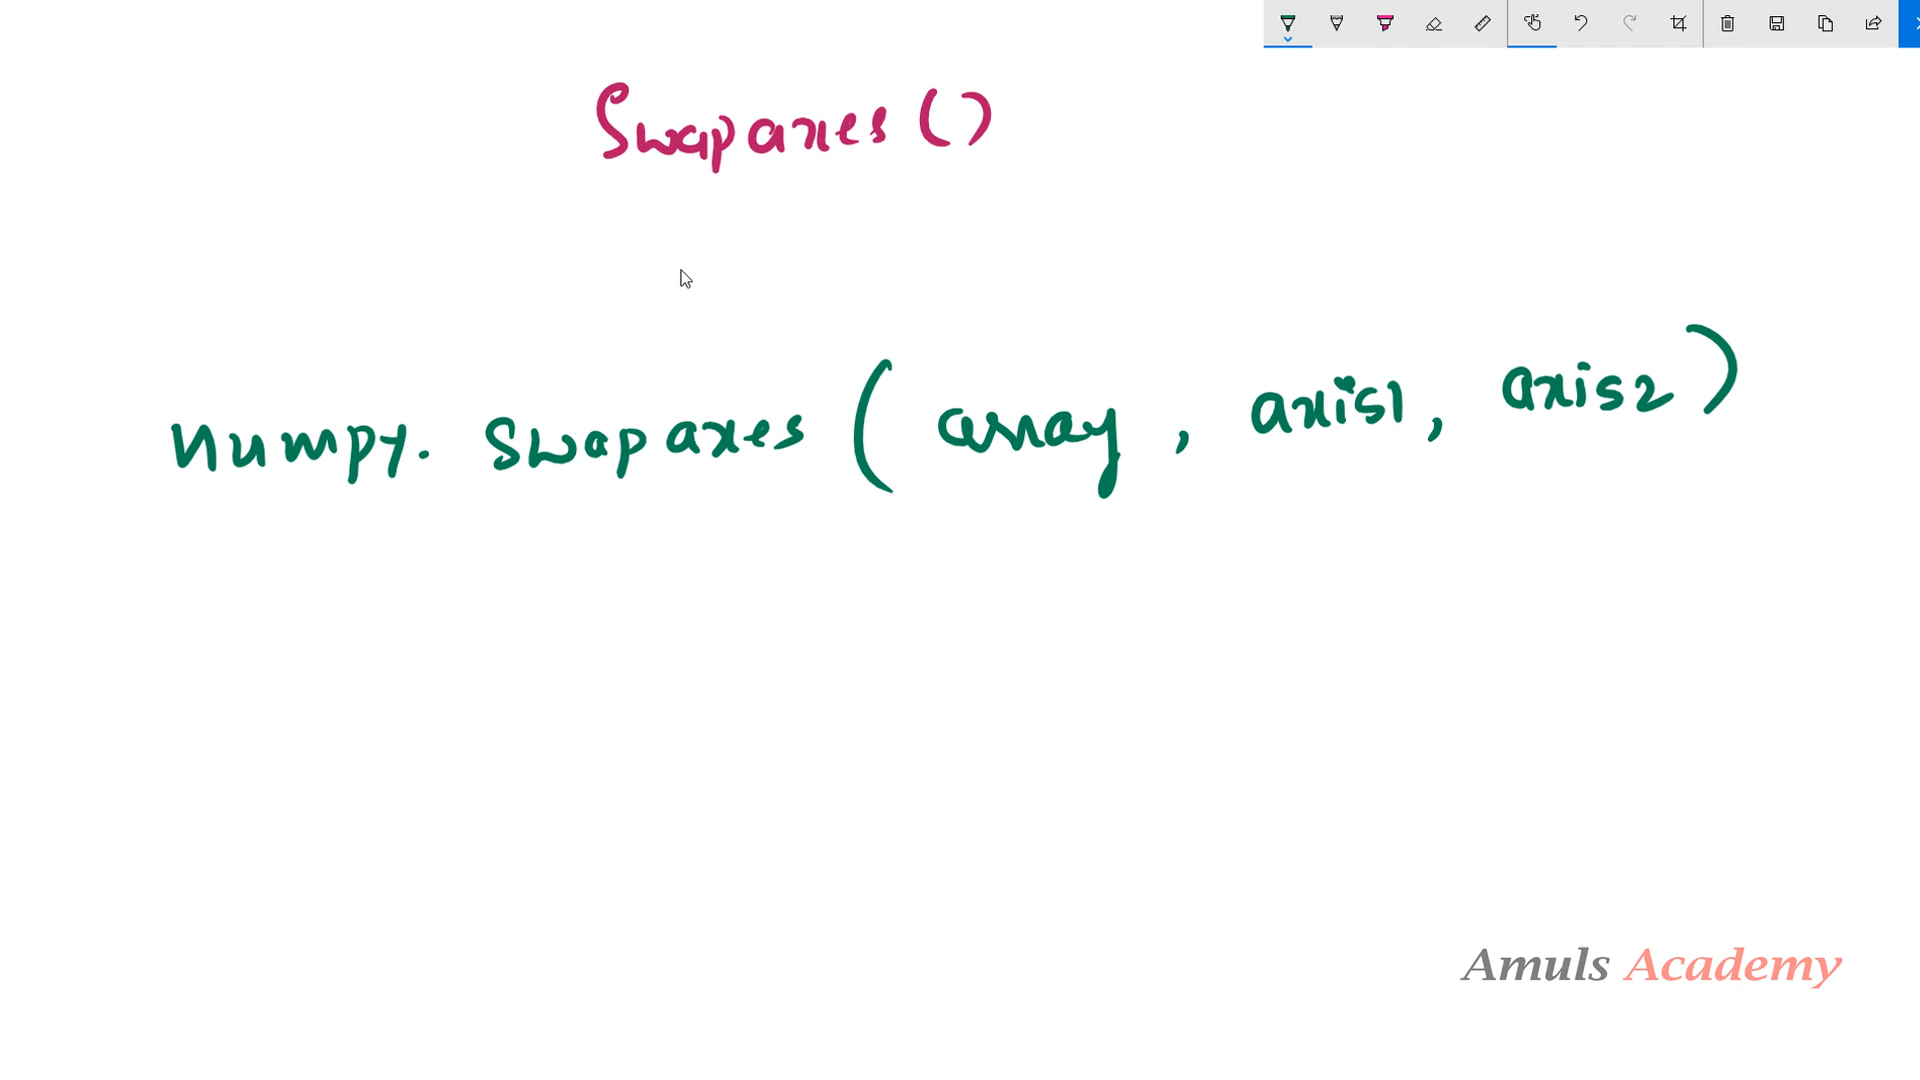 Swapaxes()
numpy. swapaxes ( array , axis1, axis2 )
Amuls Academy